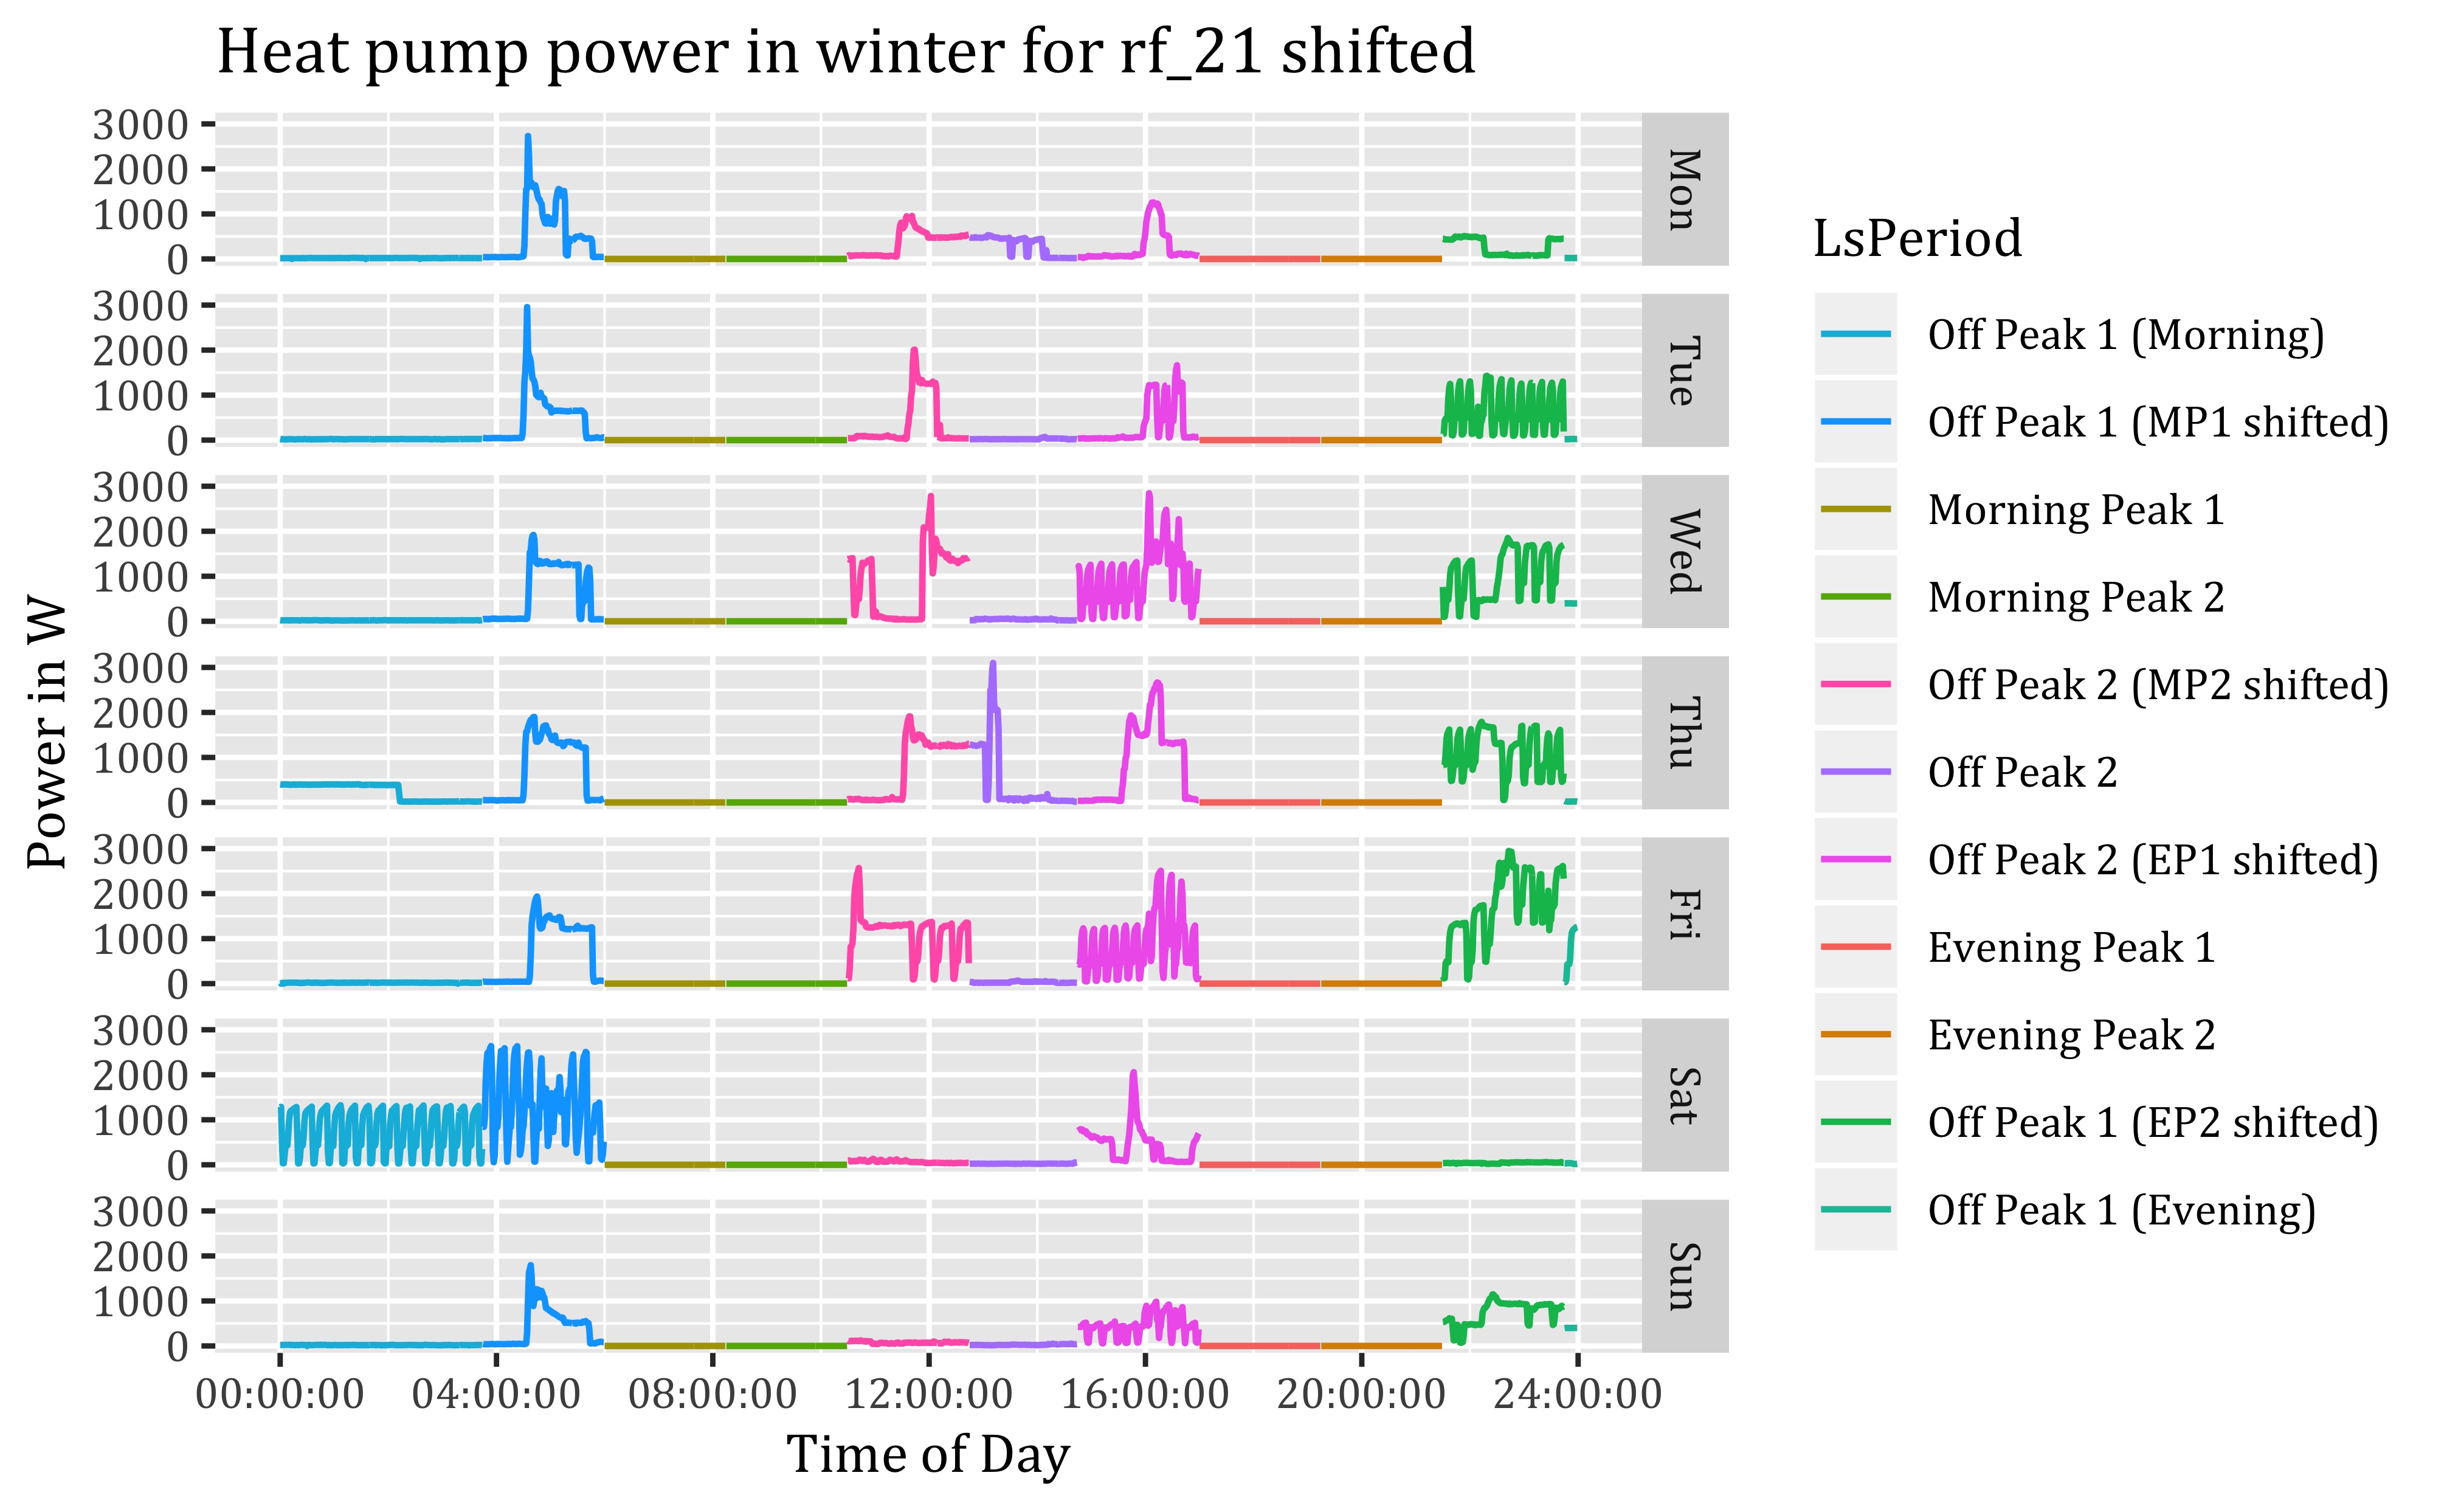 Heat pump power in winter for rf_21 shifted
Power in W
3000
2000
1000
0
Mon
3000
2000
1000
0
Tue
3000
2000
1000
0
Wed
3000
2000
1000
0
Thu
3000
2000
1000
0
Fri
3000
2000
1000
0
Sat
3000
2000
1000
0
Sun
00:00:00 04:00:00 08:00:00 12:00:00 16:00:00 20:00:00 24:00:00
Time of Day
LsPeriod
Off Peak 1 (Morning)
Off Peak 1 (MP1 shifted)
Morning Peak 1
Morning Peak 2
Off Peak 2 (MP2 shifted)
Off Peak 2
Off Peak 2 (EP1 shifted)
Evening Peak 1
Evening Peak 2
Off Peak 1 (EP2 shifted)
Off Peak 1 (Evening)